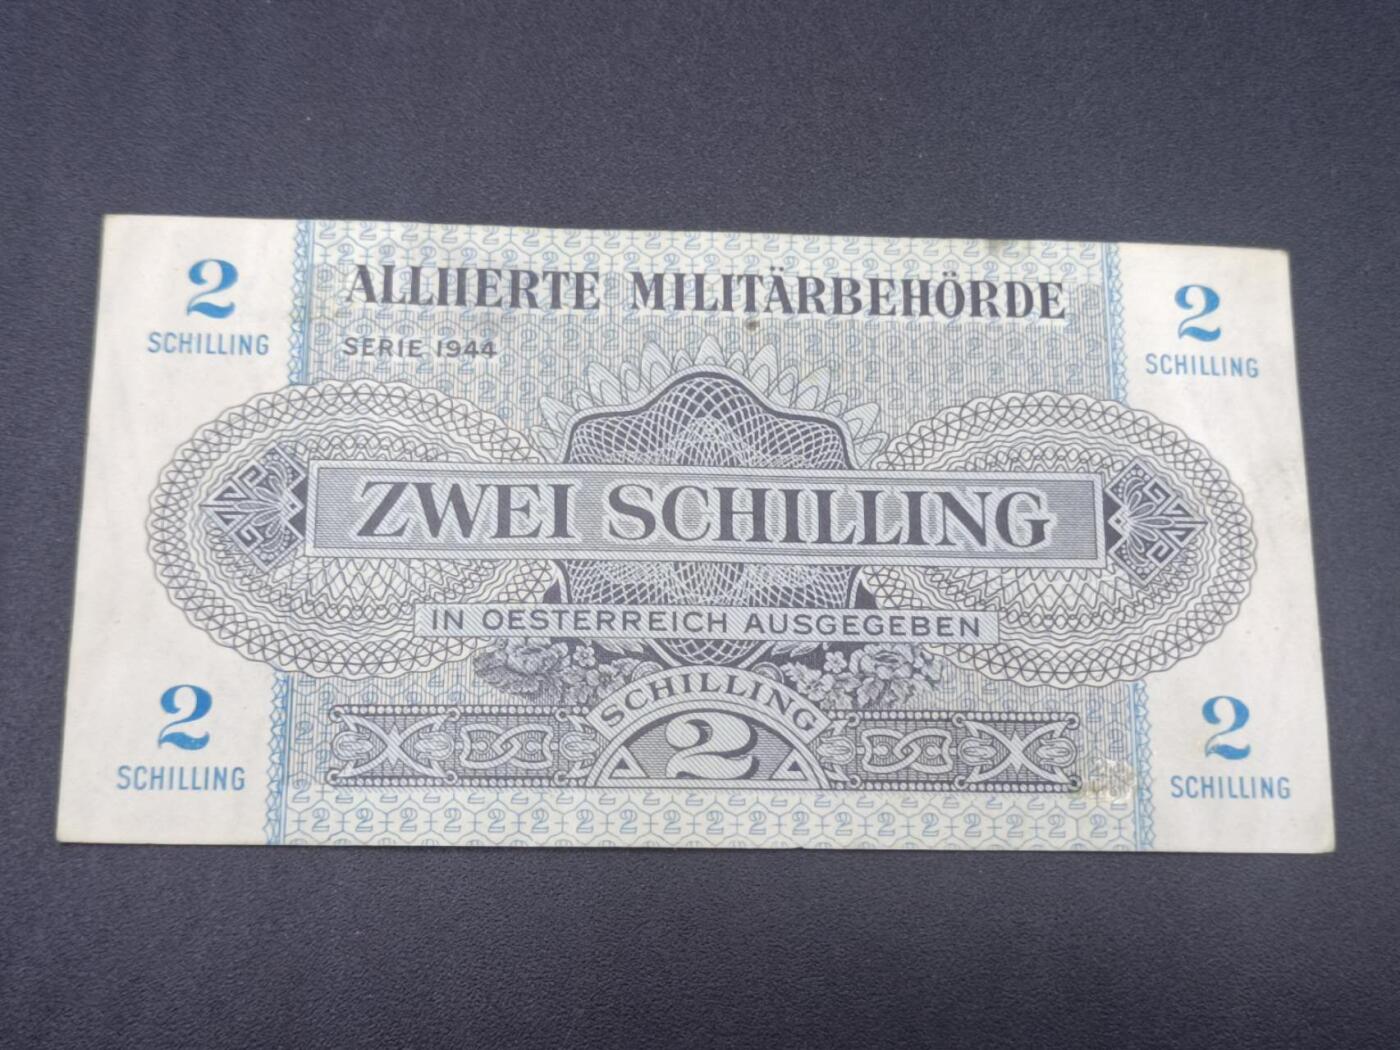 2 SCHILLING
ALLIIERTE MILITÄRBEHÖRDE
2 SCHILLING
SERIE 1944
ZWEI SCHILLING
IN OESTERREICH AUSGEGEBEN
SCHILLING
2
2 SCHILLING
2 SCHILLING